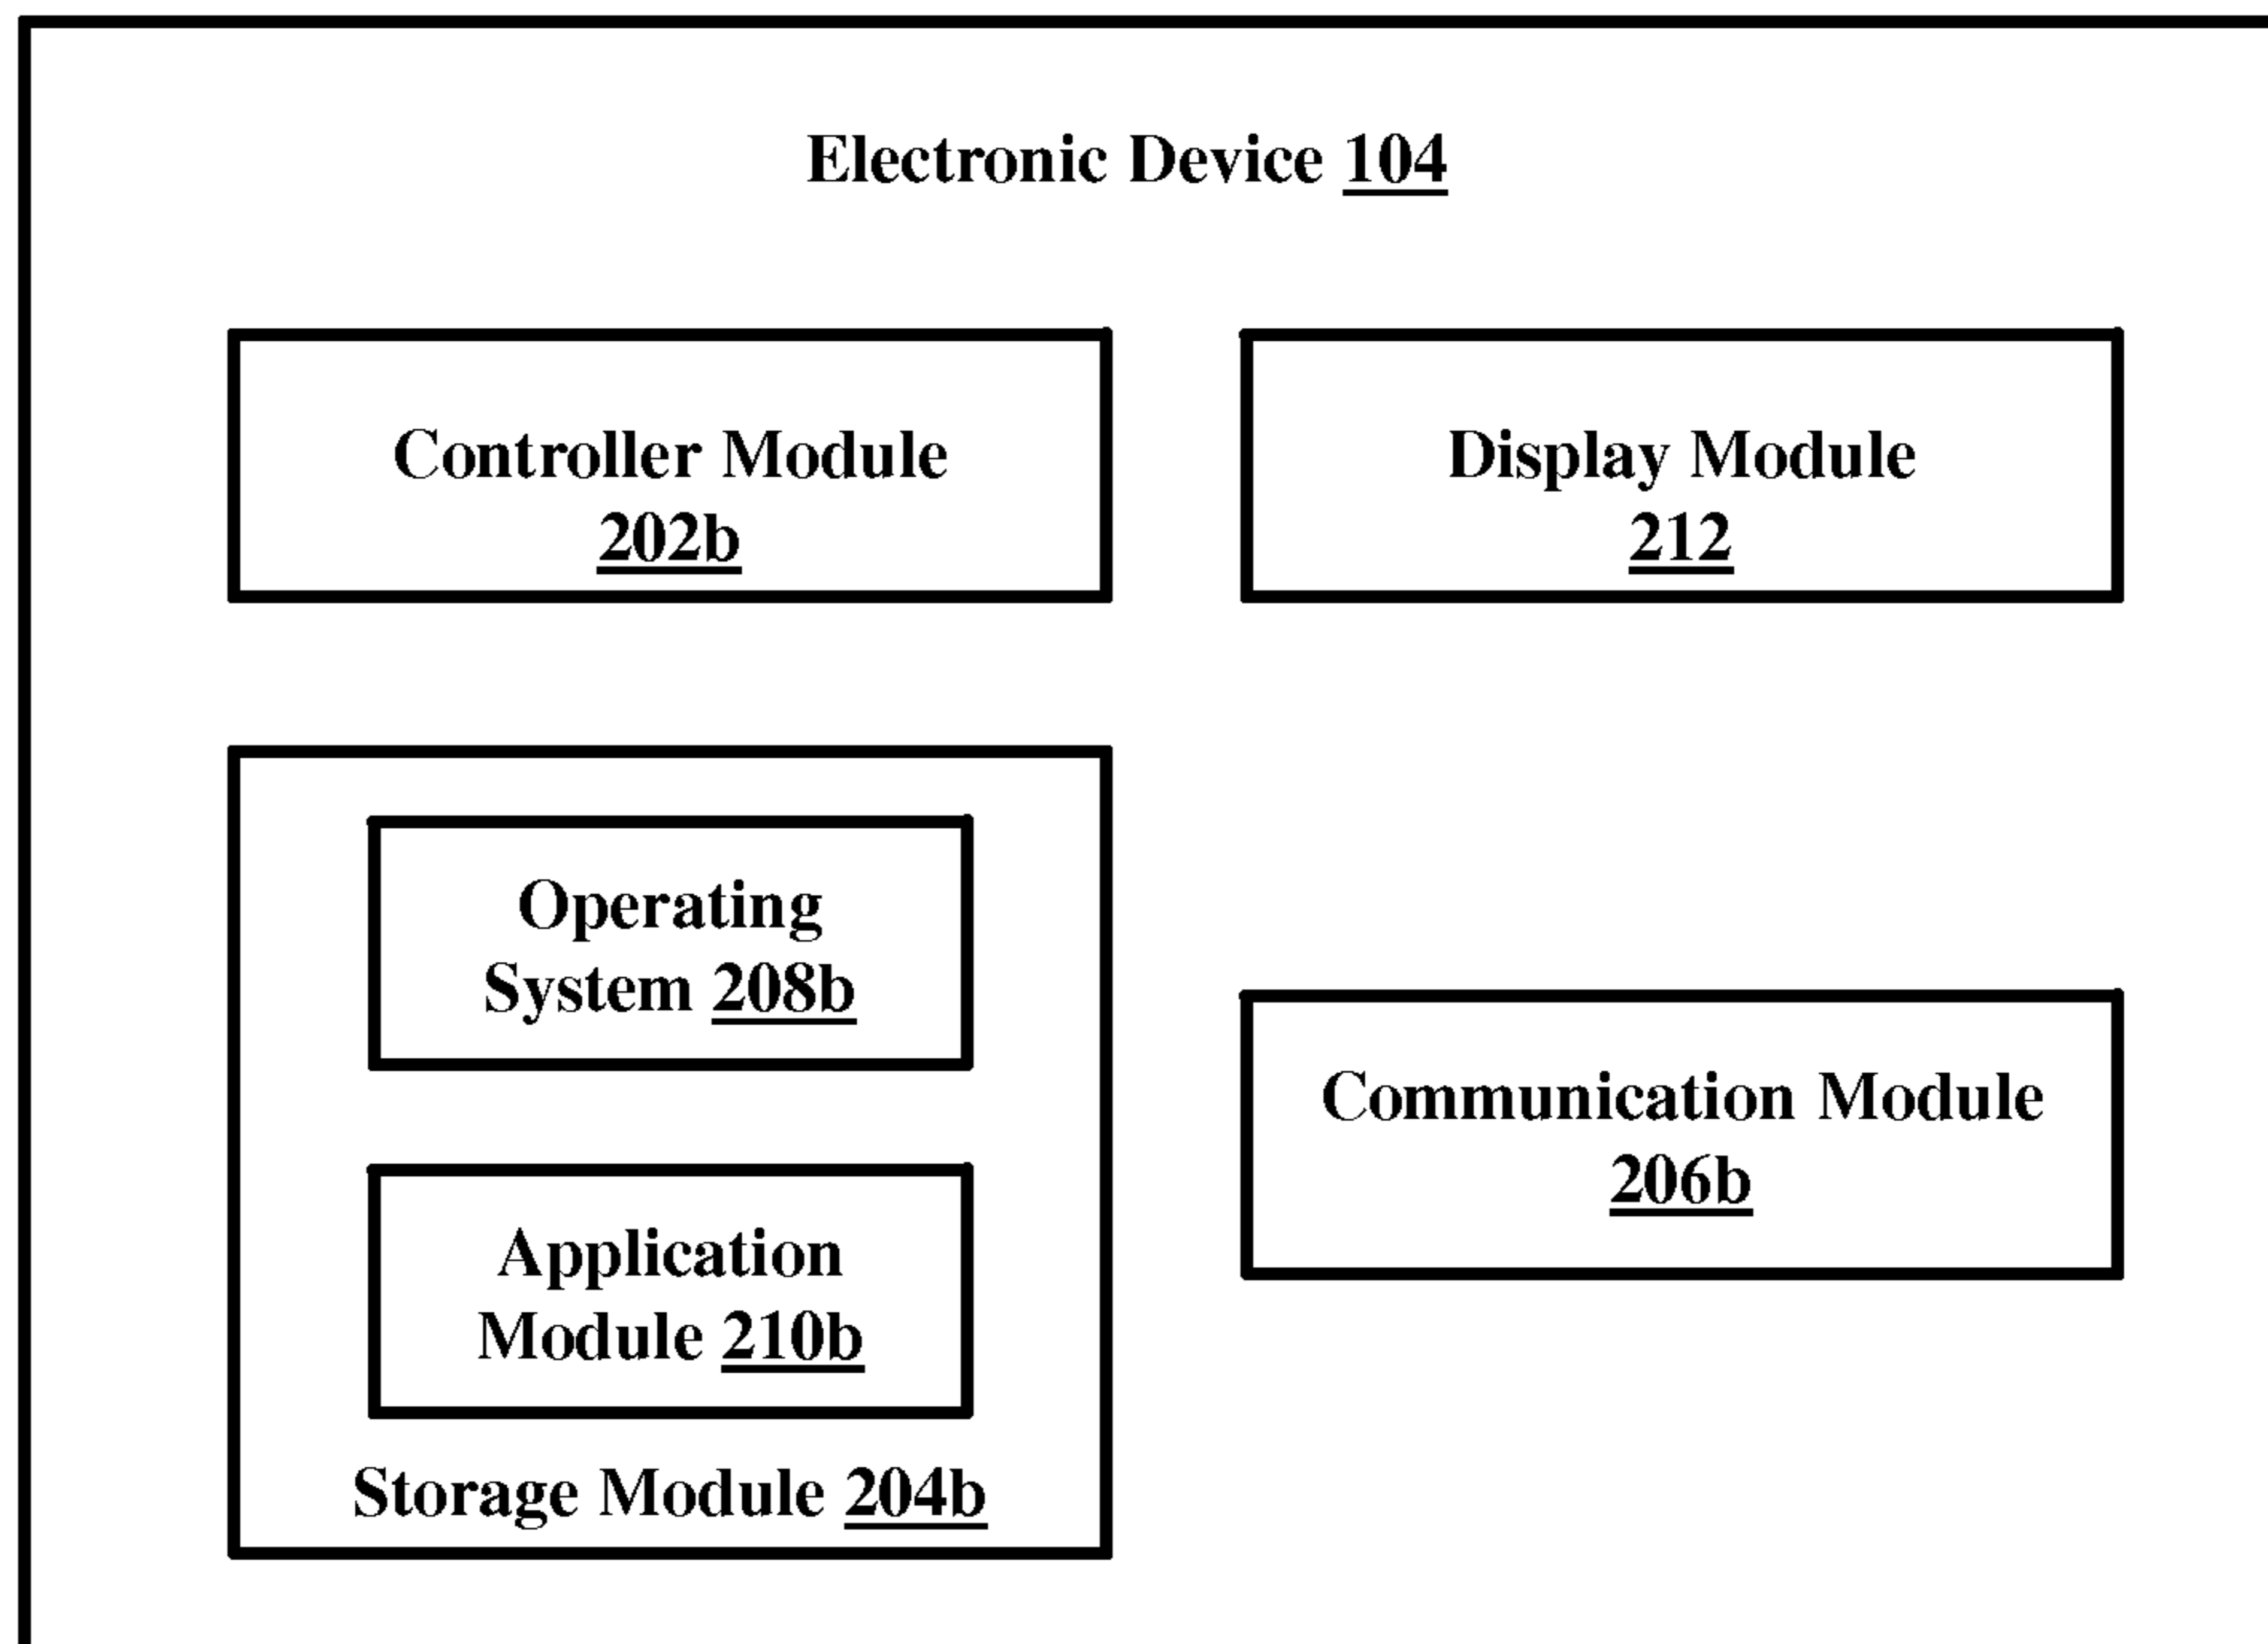 Electronic Device 104
Controller Module
202b
Display Module
212
Operating
System 208b
Application
Module 210b
Storage Module 204b
Communication Module
206b